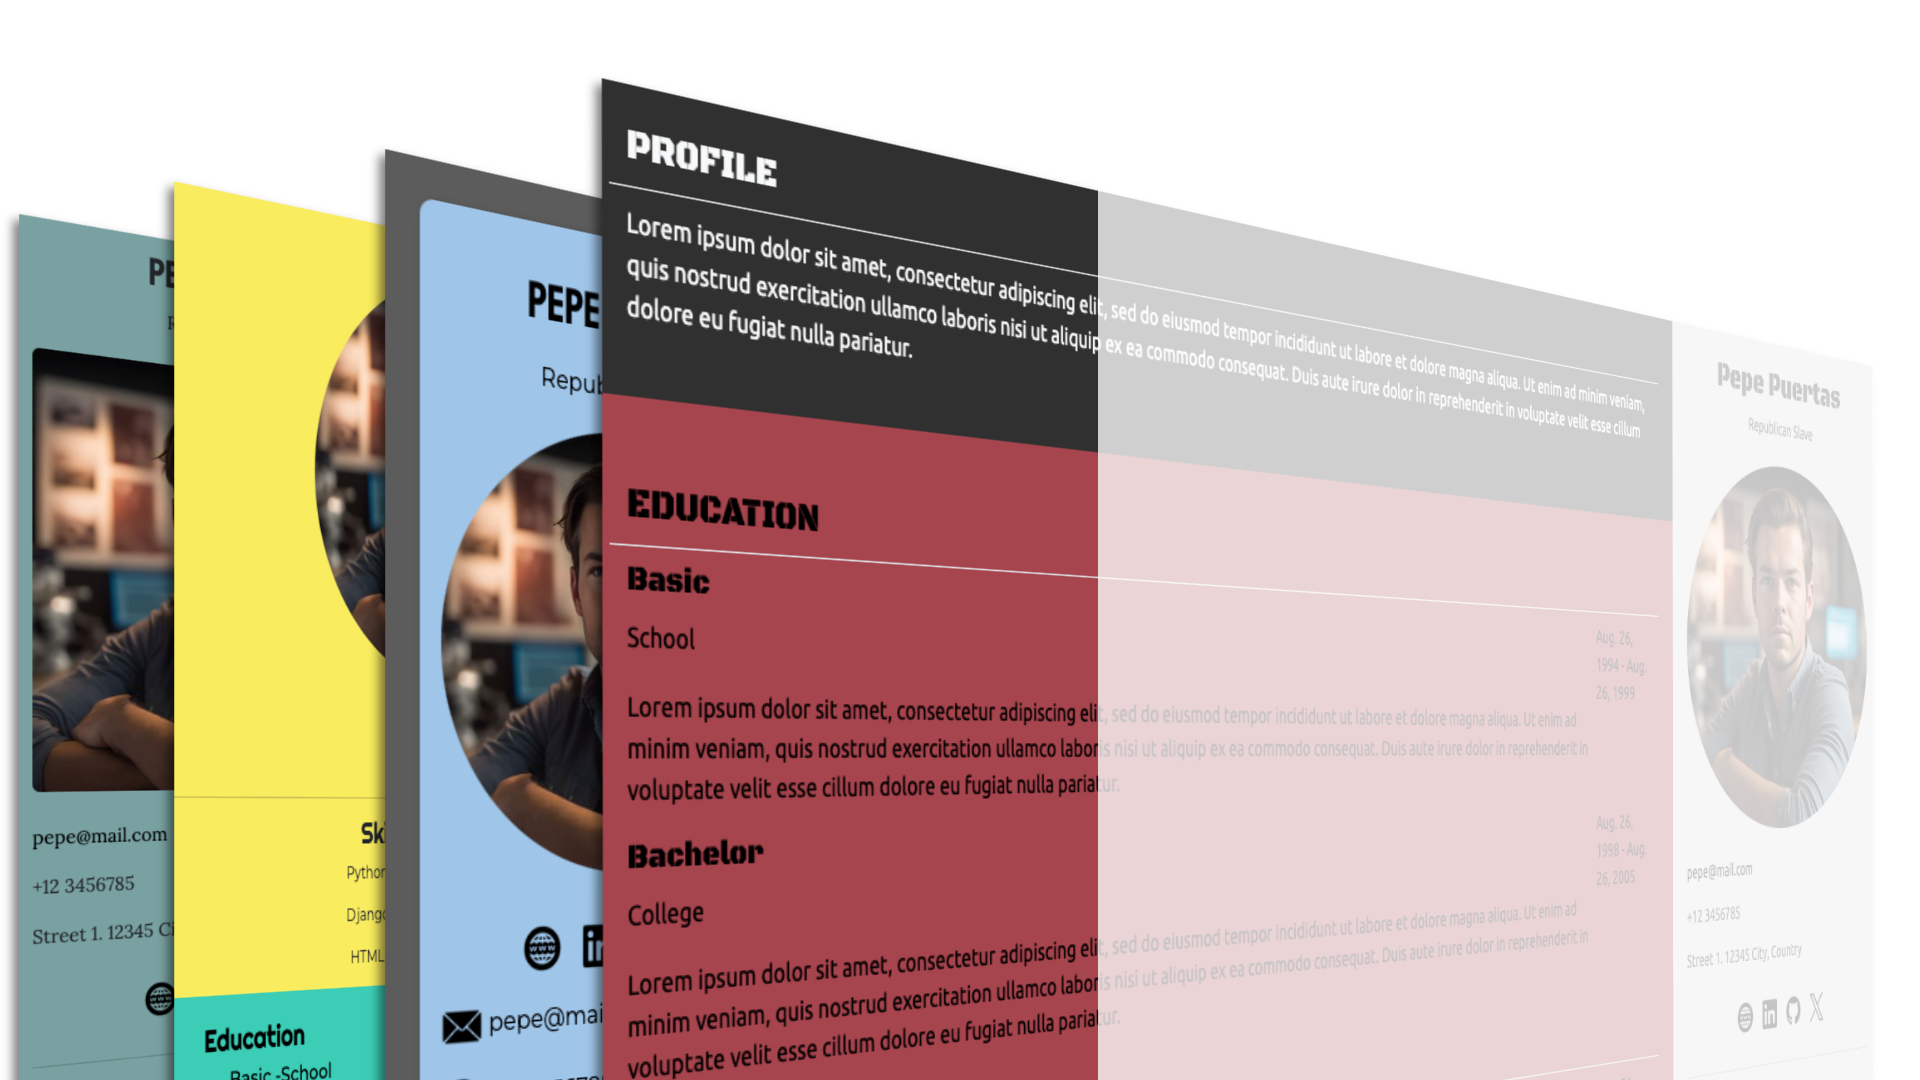 PE
pepe@mail.com
+12 3456785
Street 1. 12345
Python
HTML
Education
Basic -School
PEPE
PROFILE
Lorem ipsum dolor sit amet, consectetur adipiscing elit, sed do eiusmod tempor incididunt ut labore et dolore magna aliqua. Ut enim ad minim veniam,
quis nostrud exercitation ullamco laboris nisi ut aliquip ex ea commodo consequat. Duis aute irure dolor in reprehenderit in voluptate velit esse cillum
dolore eu fugiat nulla pariatur.
EDUCATION
Basic
School
Aug. 26,
1994 - Aug.
26, 1999
Lorem ipsum dolor sit amet, consectetur adipiscing elit, sed do eiusmod tempor incididunt ut labore et dolore magna aliqua. Ut enim ad
minim veniam, quis nostrud exercitation ullamco laboris nisi ut aliquip ex ea commodo consequat. Duis aute irure dolor in reprehenderit in
voluptate velit esse cillum dolore eu fugiat nulla pariatur.
Bachelor
College
Aug. 26,
1998 - Aug.
26, 2005
Lorem ipsum dolor sit amet, consectetur adipiscing elit, sed do eiusmod tempor incididunt ut labore et dolore magna aliqua. Ut enim ad
minim veniam, quis nostrud exercitation ullamco laboris nisi ut aliquip ex ea commodo consequat. Duis aute irure dolor in reprehenderit in
voluptate velit esse cillum dolore eu fugiat nulla pariatur.
Pepe Puertas
Republican Slave
pepe@mail.com
+12 3456785
Street 1. 12345 City, Country